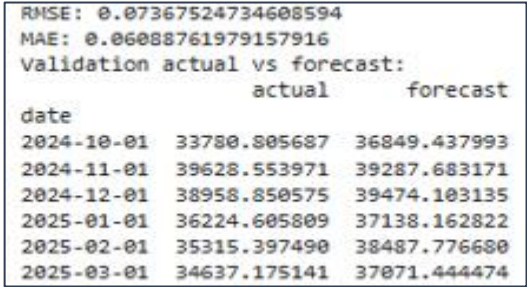 RMSE: 0.07367524734608594
MAE: 0.06088761979157916
Validation actual vs forecast:
actual forecast
date
2024-10-01 33780.805687 36849.437993
2024-11-01 39628.553971 39287.683171
2024-12-01 38958.850575 39474.103135
2025-01-01 36224.605809 37138.162822
2025-02-01 35315.397490 38487.776680
2025-03-01 34637.175141 37071.444474